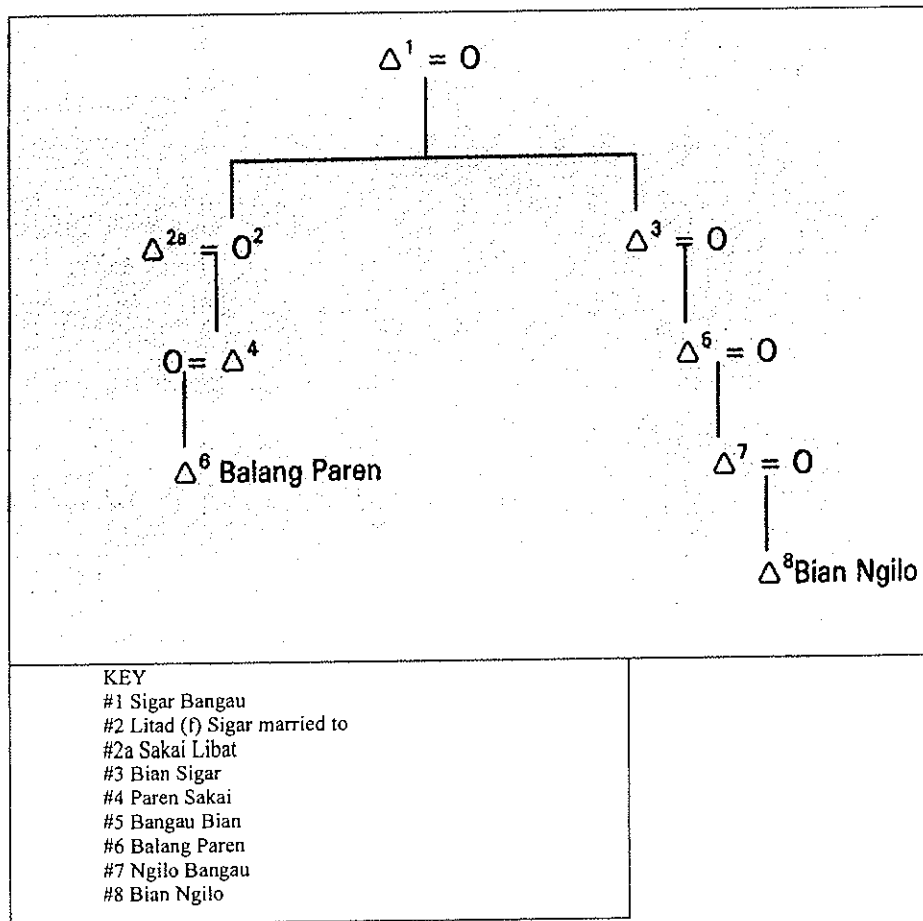 Δ¹ = O
Δ²ᵃ = O²
Δ³ = O
O = Δ⁴
Δ⁵ = O
Δ⁶ Balang Paren
Δ⁷ = O
Δ⁸ Bian Ngilo
KEY
#1 Sigar Bangau
#2 Litad (f) Sigar married to
#2a Sakai Libat
#3 Bian Sigar
#4 Paren Sakai
#5 Bangau Bian
#6 Balang Paren
#7 Ngilo Bangau
#8 Bian Ngilo